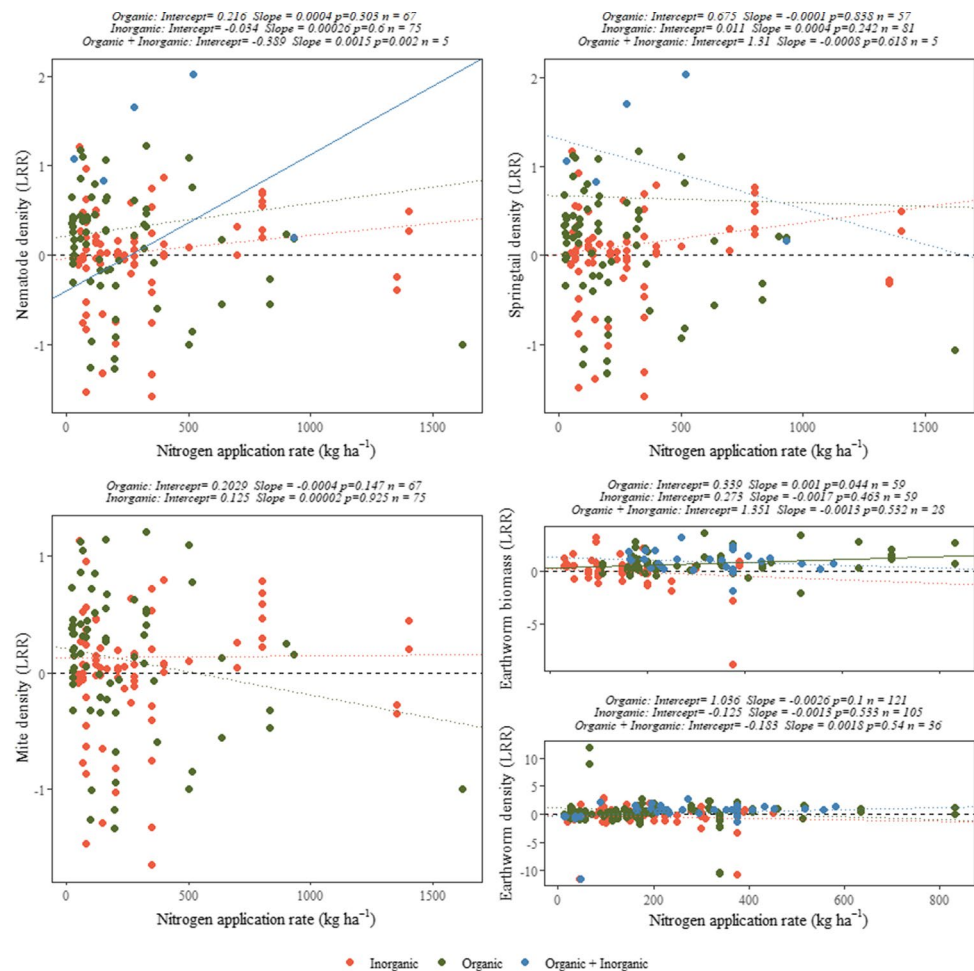 Organic: Intercept= 0.216 Slope = 0.0004 p=0.303 n = 67
Inorganic: Intercept= -0.034 Slope = 0.00026 p=0.6 n = 75
Organic + Inorganic: Intercept= -0.389 Slope = 0.0015 p=0.002 n = 5
Nematode density (LRR)
2
1
0
-1
0 500 1000 1500
Nitrogen application rate (kg ha⁻¹)
Organic: Intercept= 0.675 Slope = -0.0001 p=0.838 n = 57
Inorganic: Intercept= 0.011 Slope = 0.0004 p=0.242 n = 81
Organic + Inorganic: Intercept= 1.31 Slope = -0.0008 p=0.618 n = 5
Springtail density (LRR)
2
1
0
-1
0 500 1000 1500
Nitrogen application rate (kg ha⁻¹)
Organic: Intercept= 0.2029 Slope = -0.0004 p=0.147 n = 67
Inorganic: Intercept= 0.125 Slope = 0.00002 p=0.925 n = 75
Mite density (LRR)
1
0
-1
0 500 1000 1500
Nitrogen application rate (kg ha⁻¹)
Organic: Intercept= 0.339 Slope = 0.001 p=0.044 n = 59
Inorganic: Intercept= 0.273 Slope = -0.0017 p=0.463 n = 59
Organic + Inorganic: Intercept= 1.351 Slope = -0.0013 p=0.532 n = 28
Earthworm biomass (LRR)
0
-5
Organic: Intercept= 1.036 Slope = -0.0026 p=0.1 n = 121
Inorganic: Intercept= -0.125 Slope = -0.0013 p=0.533 n = 105
Organic + Inorganic: Intercept= -0.183 Slope = 0.0018 p=0.54 n = 36
Earthworm density (LRR)
10
5
0
-5
-10
0 200 400 600 800
Nitrogen application rate (kg ha⁻¹)
Inorganic Organic Organic + Inorganic